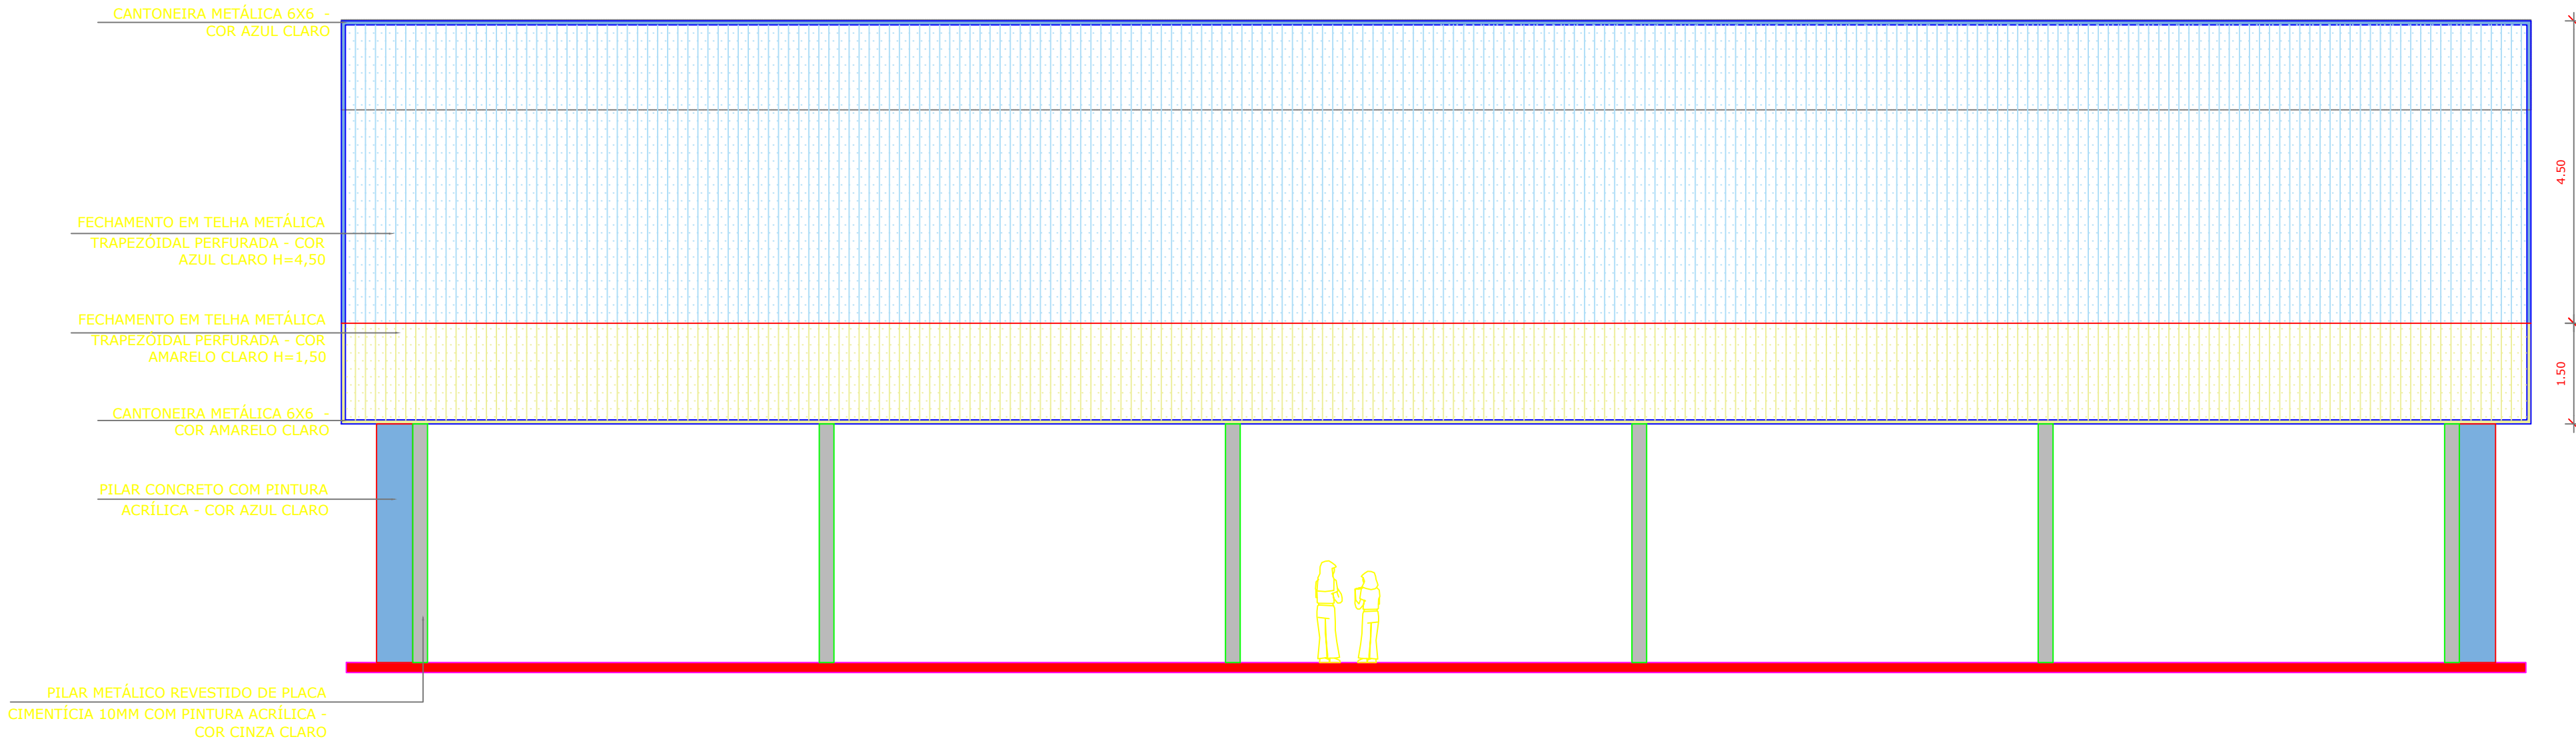 CANTONEIRA METÁLICA 6X6 -
COR AZUL CLARO
FECHAMENTO EM TELHA METÁLICA
TRAPEZÓIDAL PERFURADA - COR
AZUL CLARO H=4,50
FECHAMENTO EM TELHA METÁLICA
TRAPEZÓIDAL PERFURADA - COR
AMARELO CLARO H=1,50
CANTONEIRA METÁLICA 6X6 -
COR AMARELO CLARO
PILAR CONCRETO COM PINTURA
ACRÍLICA - COR AZUL CLARO
PILAR METÁLICO REVESTIDO DE PLACA
CIMENTÍCIA 10MM COM PINTURA ACRÍLICA -
COR CINZA CLARO
4.50
1.50